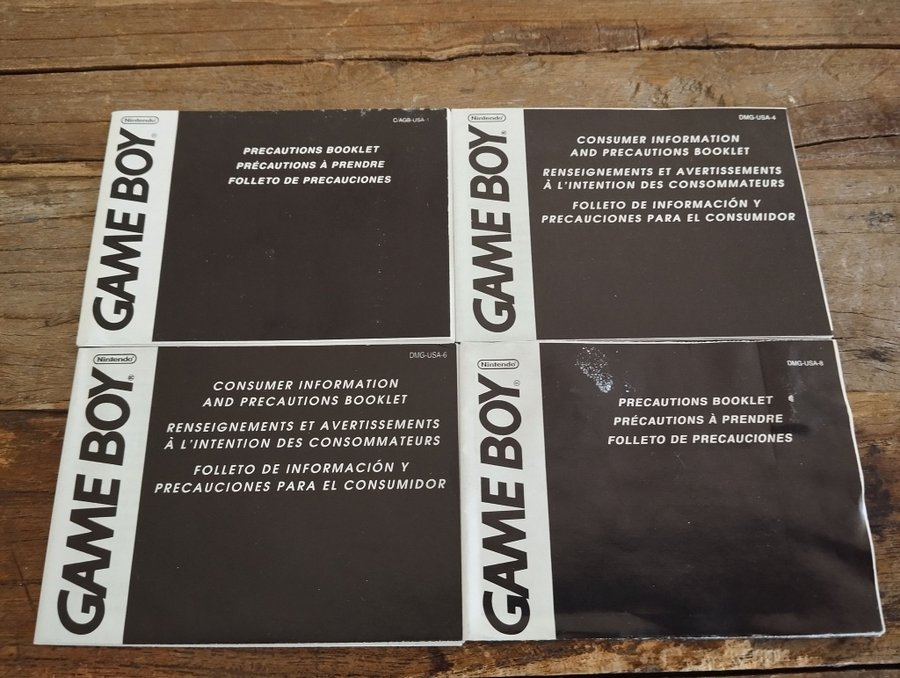 Nintendo®
GAME BOY
C/AGB-USA-1
PRECAUTIONS BOOKLET
PRÉCAUTIONS À PRENDRE
FOLLETO DE PRECAUCIONES
Nintendo®
GAME BOY®
DMG-USA-4
CONSUMER INFORMATION
AND PRECAUTIONS BOOKLET
RENSEIGNEMENTS ET AVERTISSEMENTS
À L'INTENTION DES CONSOMMATEURS
FOLLETO DE INFORMACIÓN Y
PRECAUCIONES PARA EL CONSUMIDOR
Nintendo®
GAME BOY®
DMG-USA-6
CONSUMER INFORMATION
AND PRECAUTIONS BOOKLET
RENSEIGNEMENTS ET AVERTISSEMENTS
À L'INTENTION DES CONSOMMATEURS
FOLLETO DE INFORMACIÓN Y
PRECAUCIONES PARA EL CONSUMIDOR
Nintendo®
GAME BOY®
DMG-USA-8
PRECAUTIONS BOOKLET
PRÉCAUTIONS À PRENDRE
FOLLETO DE PRECAUCIONES